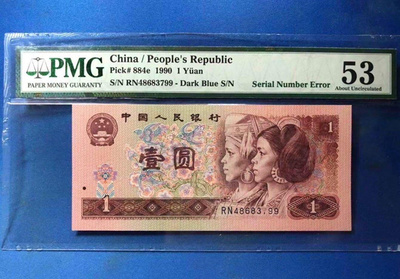 PMG
PAPER MONEY GUARANTY
China / People's Republic
Pick# 884e 1990 1 Yüan
S/N RN48683799 - Dark Blue S/N
Serial Number Error
53
About Uncirculated
中国人民银行
1
壹圆
1
RN48683.99
1